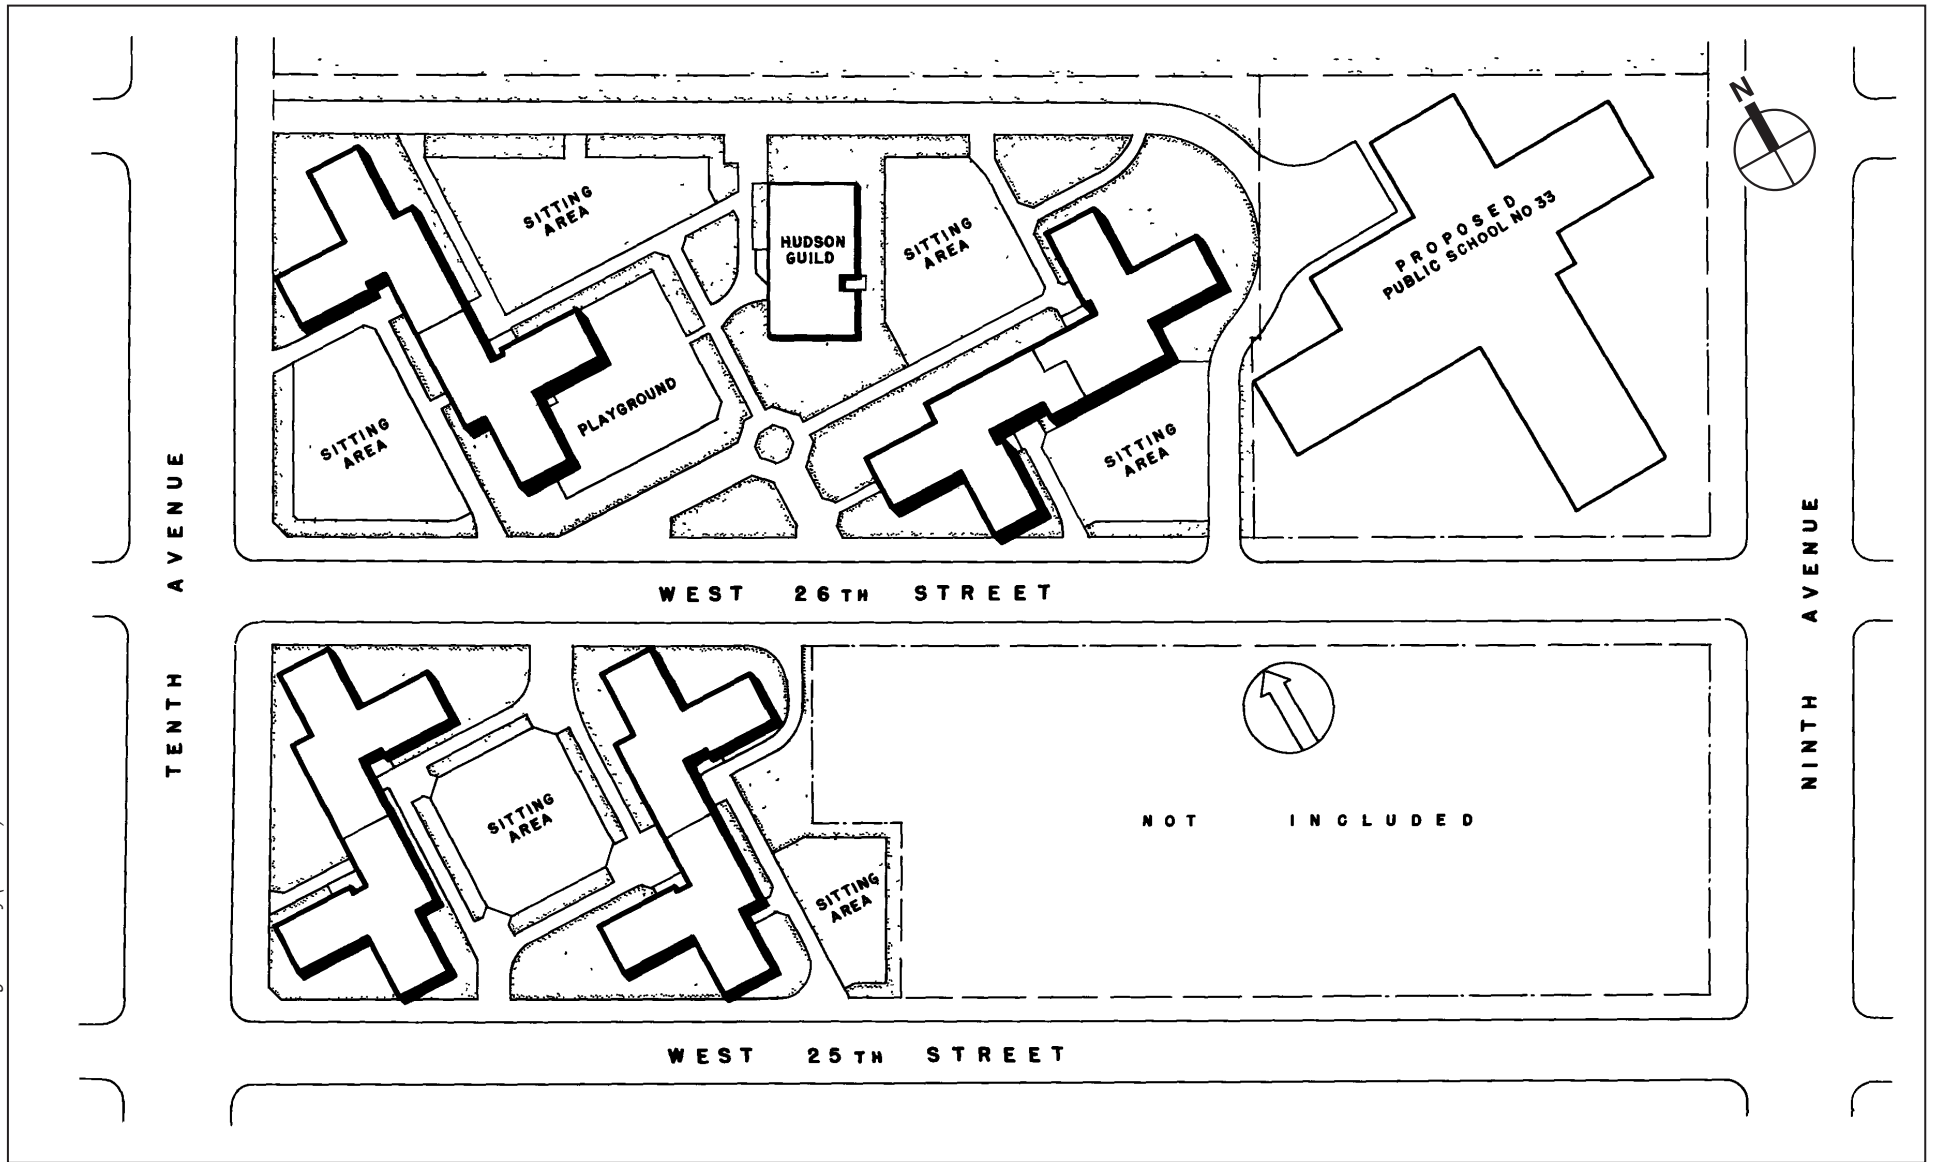 N
SITTING
AREA
HUDSON
GUILD
SITTING
AREA
PROPOSED
PUBLIC SCHOOL NO 33
PLAYGROUND
SITTING
AREA
SITTING
AREA
TENTH AVENUE
NINTH AVENUE
WEST 26TH STREET
SITTING
AREA
SITTING
AREA
NOT INCLUDED
WEST 25TH STREET